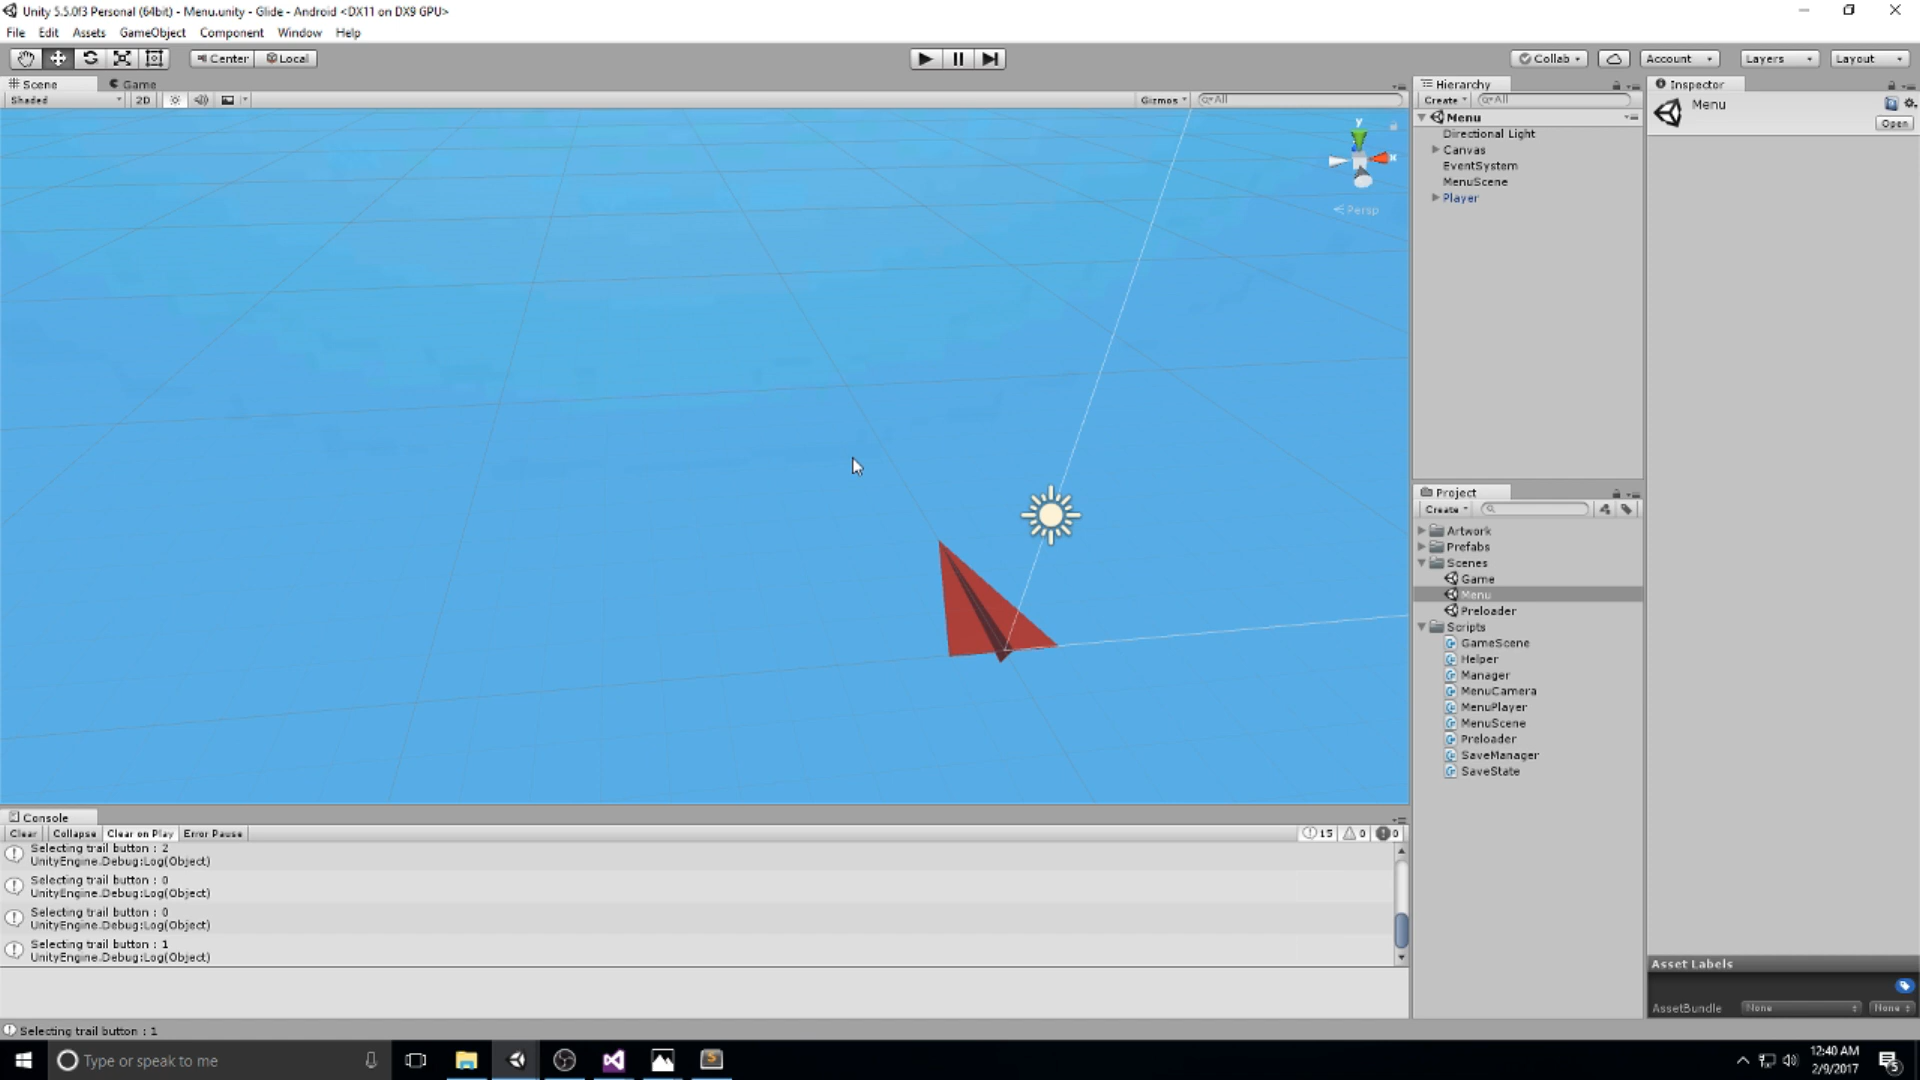 Unity 5.5.0f3 Personal (64bit) - Menu.unity - Glide - Android <DX11 on DX9 GPU>
File Edit Assets GameObject Component Window Help
Center Local
Collab Account Layers Layout
Scene Game
Shaded 2D
Gizmos All
y
x
Persp
Hierarchy
Create All
Menu
Directional Light
Canvas
EventSystem
MenuScene
Player
Inspector
Menu
Open
Project
Create
Artwork
Prefabs
Scenes
Game
Menu
Preloader
Scripts
GameScene
Helper
Manager
MenuCamera
MenuPlayer
MenuScene
Preloader
SaveManager
SaveState
Console
Clear Collapse Clear on Play Error Pause
15 0 0
Selecting trail button : 2
UnityEngine.Debug:Log(Object)
Selecting trail button : 0
UnityEngine.Debug:Log(Object)
Selecting trail button : 0
UnityEngine.Debug:Log(Object)
Selecting trail button : 1
UnityEngine.Debug:Log(Object)
Asset Labels
AssetBundle None None
Selecting trail button : 1
Type or speak to me
12:40 AM
2/9/2017
5